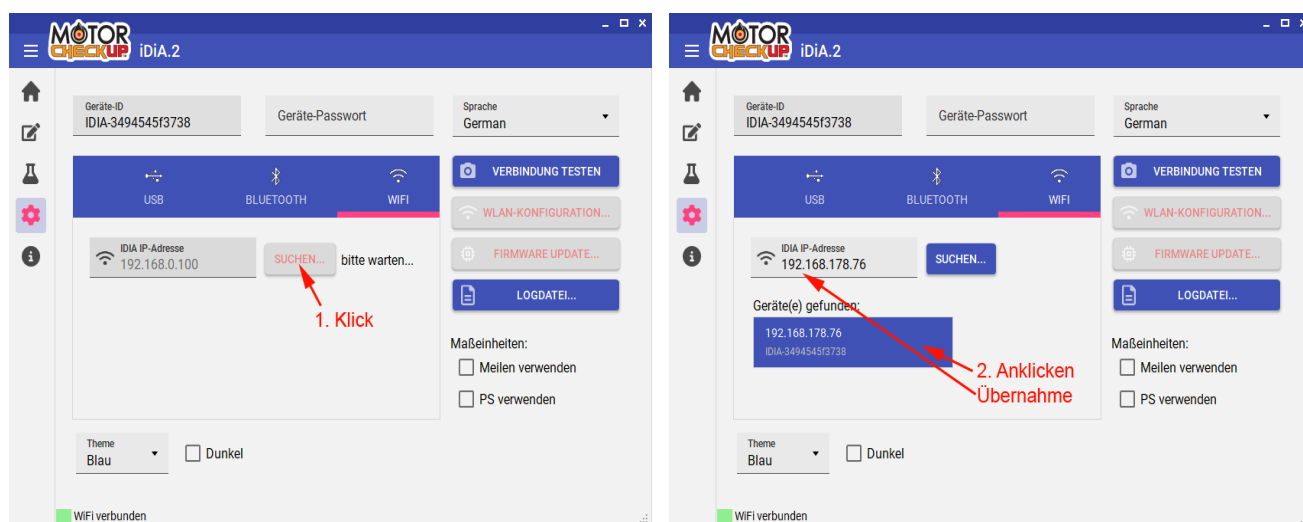 MOTOR
CHECKUP iDiA.2
Geräte-ID
IDIA-3494545f3738
Geräte-Passwort
Sprache
German
USB
BLUETOOTH
WIFI
VERBINDUNG TESTEN
WLAN-KONFIGURATION...
FIRMWARE UPDATE...
LOGDATEI...
IDIA IP-Adresse
192.168.0.100
SUCHEN...
bitte warten...
1. Klick
Maßeinheiten:
Meilen verwenden
PS verwenden
Theme
Blau
Dunkel
WiFi verbunden
MOTOR
CHECKUP iDiA.2
Geräte-ID
IDIA-3494545f3738
Geräte-Passwort
Sprache
German
USB
BLUETOOTH
WIFI
VERBINDUNG TESTEN
WLAN-KONFIGURATION...
FIRMWARE UPDATE...
LOGDATEI...
IDIA IP-Adresse
192.168.178.76
SUCHEN...
Geräte(e) gefunden:
192.168.178.76
IDIA-3494545f3738
2. Anklicken
Übernahme
Maßeinheiten:
Meilen verwenden
PS verwenden
Theme
Blau
Dunkel
WiFi verbunden